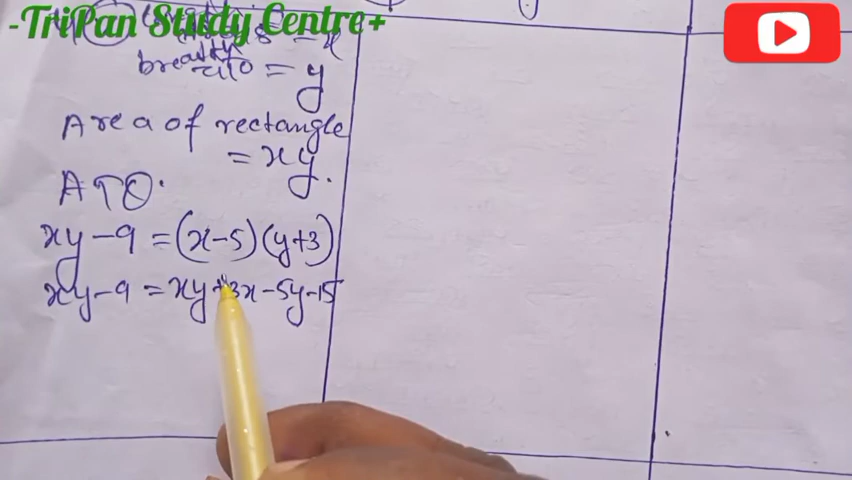 -TriPan Study Centre+
= x
breadth
= y
Area of rectangle
= xy.
ATQ.
xy-9 = (x-5)(y+3)
xy-9 = xy+3x-5y-15